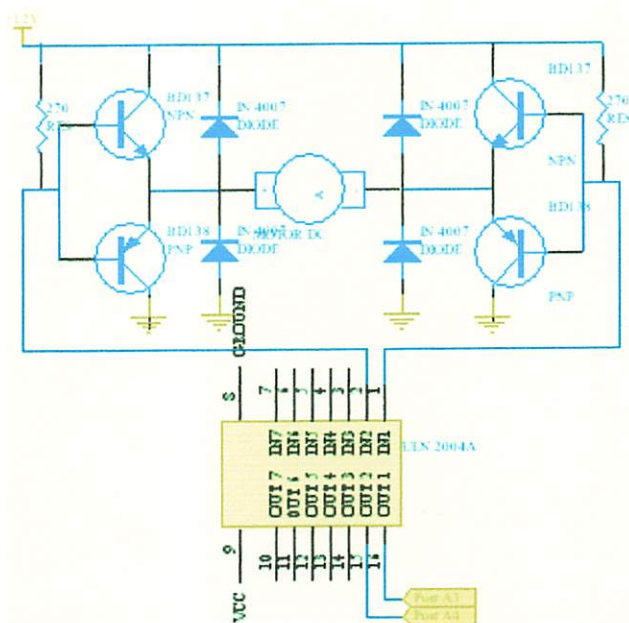 BD137
NPN
270
RES
IN 4007
DIODE
IN 4007
DIODE
BD137
NPN
270
RES
A
MOTOR DC
BD138
PNP
IN 4007
DIODE
IN 4007
DIODE
BD138
PNP
GROUND
8
7 6 5 4 3 2 1
IN7 IN6 IN5 IN4 IN3 IN2 IN1
ULN 2004A
OUT 7 OUT 6 OUT 5 OUT 4 OUT 3 OUT 2 OUT 1
VCC
9
10 11 12 13 14 15 16
Port A3
Port A4